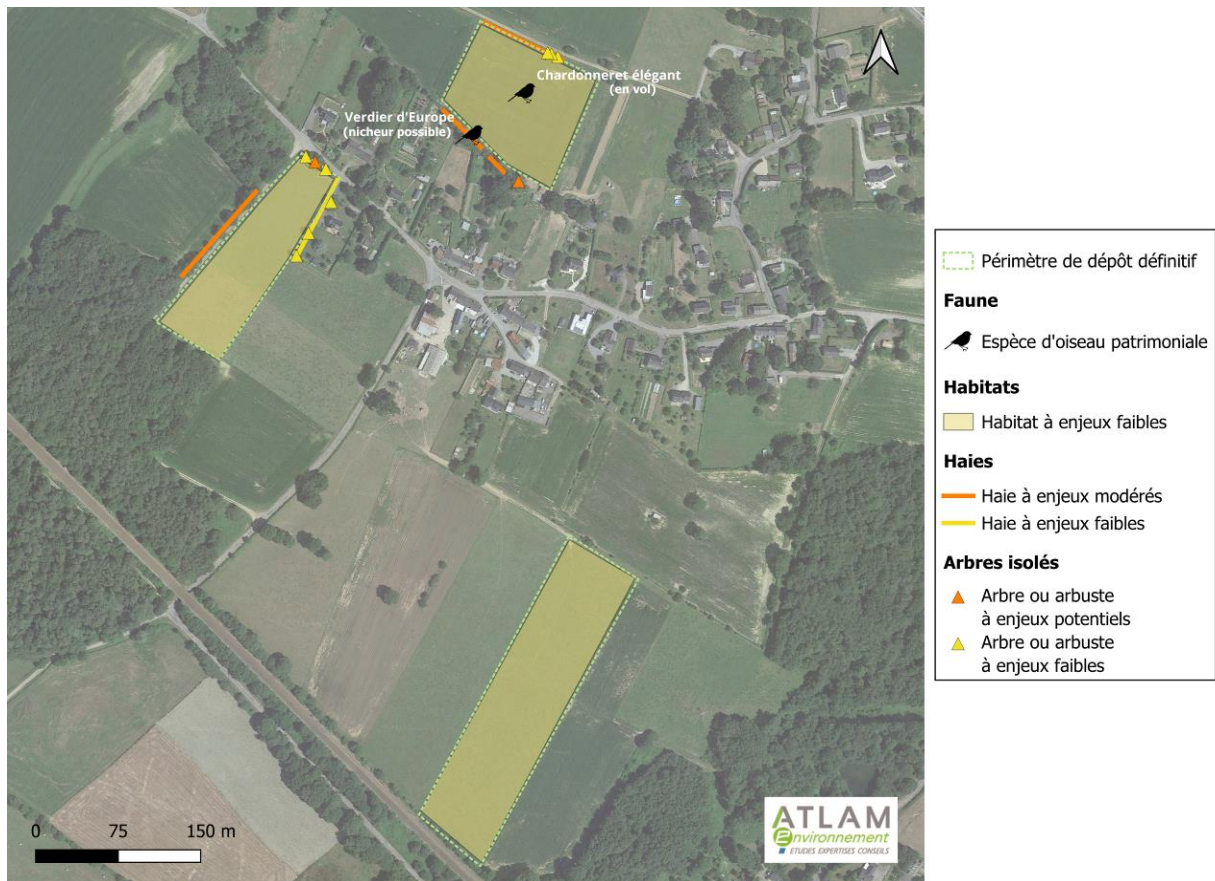 Chardonneret élégant
(en vol)
Verdier d'Europe
(nicheur possible)
0 75 150 m
ATLAM
environnement
ETUDES EXPERTISES CONSEILS
Périmètre de dépôt définitif
Faune
Espèce d'oiseau patrimoniale
Habitats
Habitat à enjeux faibles
Haies
Haie à enjeux modérés
Haie à enjeux faibles
Arbres isolés
Arbre ou arbuste
à enjeux potentiels
Arbre ou arbuste
à enjeux faibles